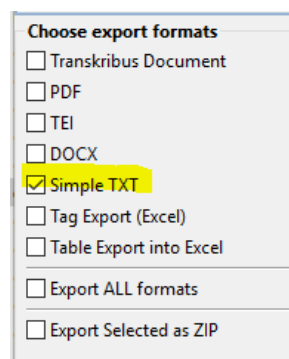 Choose export formats
Transkribus Document
PDF
TEI
DOCX
Simple TXT
Tag Export (Excel)
Table Export into Excel
Export ALL formats
Export Selected as ZIP